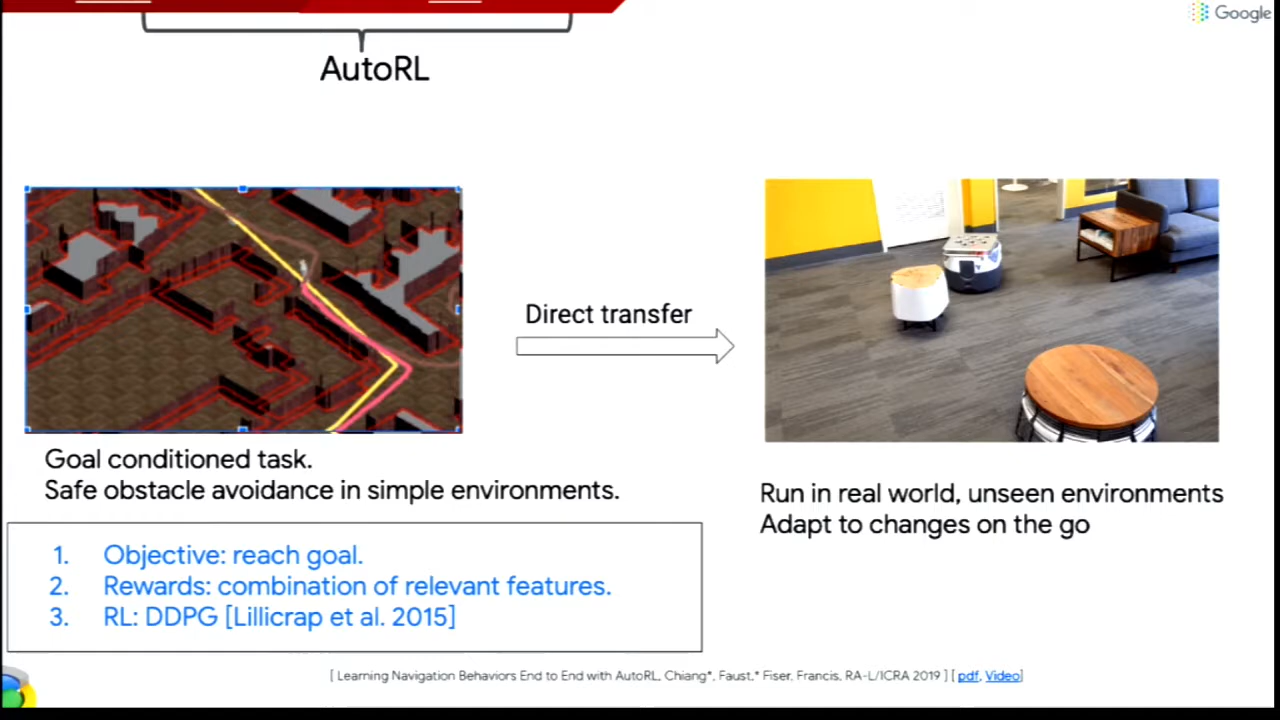 Google
AutoRL
Direct transfer
Goal conditioned task.
Safe obstacle avoidance in simple environments.
Run in real world, unseen environments
Adapt to changes on the go
1. Objective: reach goal.
2. Rewards: combination of relevant features.
3. RL: DDPG [Lillicrap et al. 2015]
[ Learning Navigation Behaviors End to End with AutoRL, Chiang*, Faust,* Fiser, Francis, RA-L/ICRA 2019 ] [ pdf, Video]